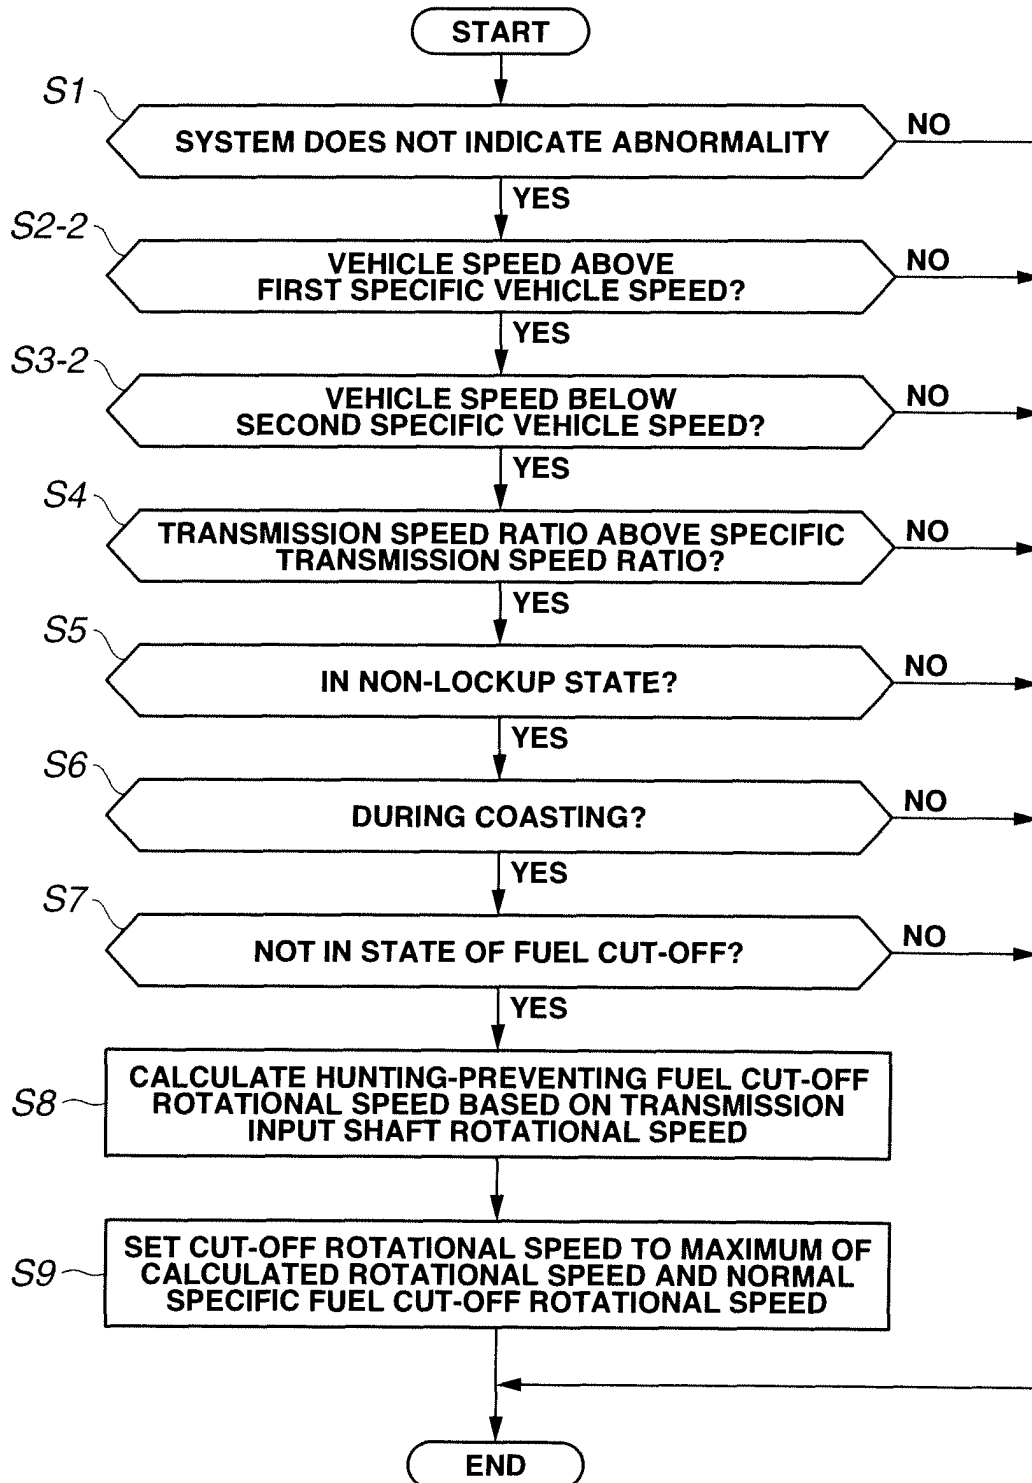 START
S1
SYSTEM DOES NOT INDICATE ABNORMALITY
NO
YES
S2-2
VEHICLE SPEED ABOVE
FIRST SPECIFIC VEHICLE SPEED?
NO
YES
S3-2
VEHICLE SPEED BELOW
SECOND SPECIFIC VEHICLE SPEED?
NO
YES
S4
TRANSMISSION SPEED RATIO ABOVE SPECIFIC
TRANSMISSION SPEED RATIO?
NO
YES
S5
IN NON-LOCKUP STATE?
NO
YES
S6
DURING COASTING?
NO
YES
S7
NOT IN STATE OF FUEL CUT-OFF?
NO
YES
S8
CALCULATE HUNTING-PREVENTING FUEL CUT-OFF
ROTATIONAL SPEED BASED ON TRANSMISSION
INPUT SHAFT ROTATIONAL SPEED
S9
SET CUT-OFF ROTATIONAL SPEED TO MAXIMUM OF
CALCULATED ROTATIONAL SPEED AND NORMAL
SPECIFIC FUEL CUT-OFF ROTATIONAL SPEED
END